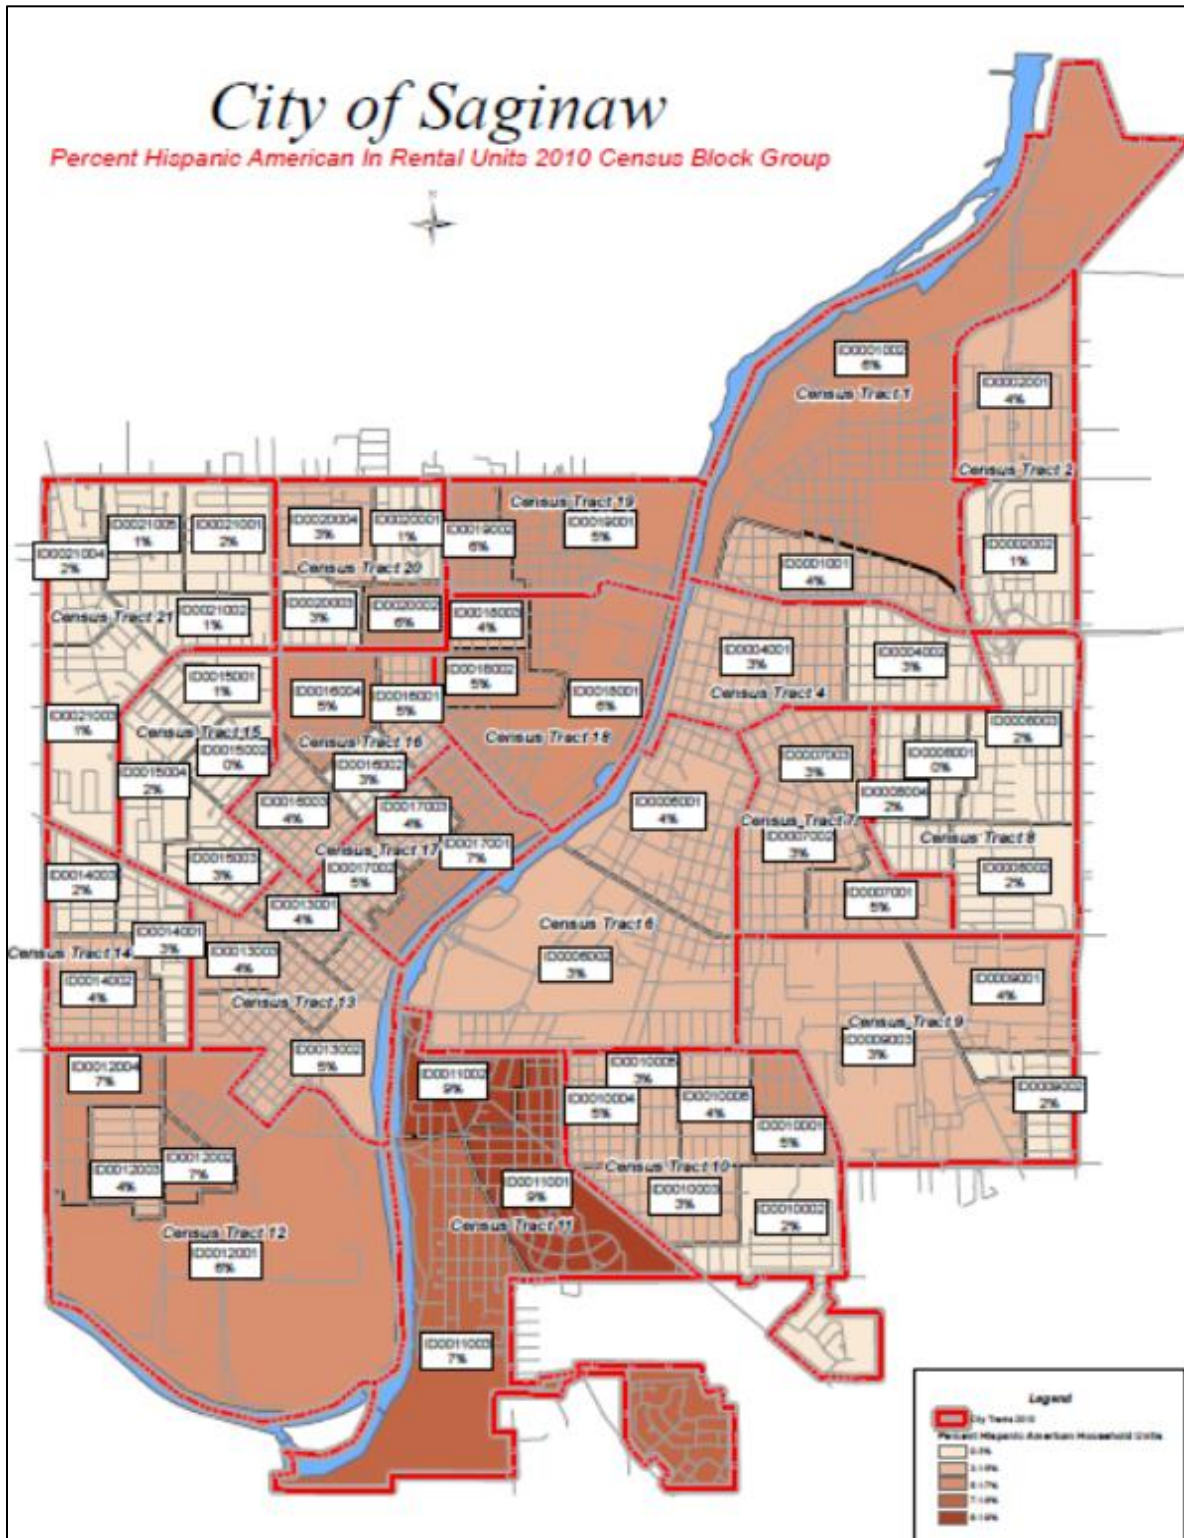 City of Saginaw
Percent Hispanic American In Rental Units 2010 Census Block Group
N
ID0001002
6%
Census Tract 1
ID0002001
4%
Census Tract 2
Census Tract 19
ID0021005
1%
ID0021001
2%
ID0020004
3%
ID0020001
1%
ID0019002
6%
ID0019001
5%
ID0021004
2%
ID0002002
1%
Census Tract 20
ID0001001
4%
Census Tract 21
ID0021002
1%
ID0020003
3%
ID0020002
6%
ID0018003
4%
ID0004001
3%
ID0004002
3%
ID0015001
1%
ID0016004
5%
ID0016001
5%
ID0018002
5%
ID0018001
6%
Census Tract 4
ID0021003
1%
Census Tract 15
ID0015002
0%
Census Tract 16
Census Tract 18
ID0008003
2%
ID0015004
2%
ID0016002
3%
ID0007003
3%
ID0008001
0%
ID0016003
4%
ID0017003
4%
ID0006001
4%
ID0008004
2%
Census Tract 7
ID0007002
3%
Census Tract 8
ID0015003
3%
Census Tract 17
ID0017002
5%
ID0017001
7%
ID0014003
2%
ID0008002
2%
ID0007001
5%
ID0013001
4%
Census Tract 6
ID0014001
3%
Census Tract 14
ID0013003
4%
ID0006002
3%
ID0014002
4%
Census Tract 13
ID0009001
4%
Census Tract 9
ID0009003
3%
ID0013002
5%
ID0012004
7%
ID0011002
9%
ID0010005
3%
ID0010004
5%
ID0010006
4%
ID0009002
2%
ID0010001
5%
ID0012003
4%
ID0012002
7%
Census Tract 10
ID0011001
9%
ID0010003
3%
ID0010002
2%
Census Tract 12
ID0012001
6%
Census Tract 11
ID0011003
7%
Legend
City Tracts 2010
Percent Hispanic American Household Units